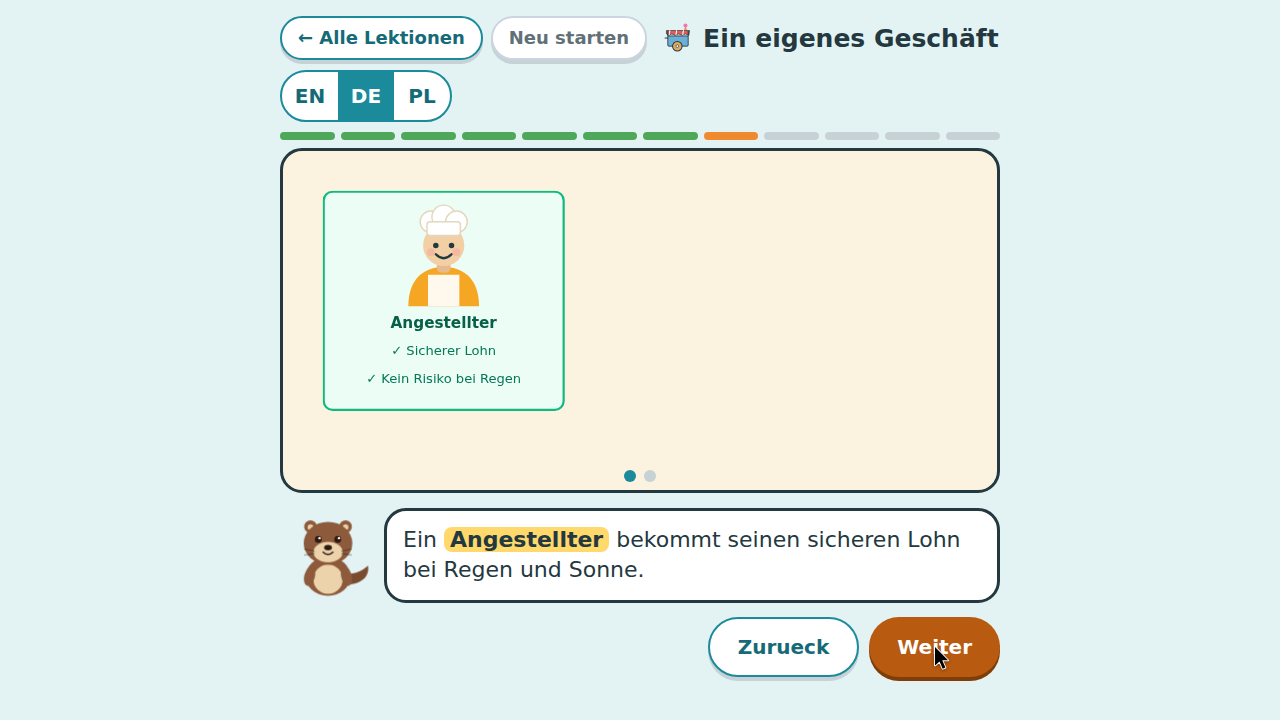 ← Alle Lektionen
Neu starten
Ein eigenes Geschäft
EN DE PL
Angestellter
✓ Sicherer Lohn
✓ Kein Risiko bei Regen
Ein Angestellter bekommt seinen sicheren Lohn
bei Regen und Sonne.
Zurueck
Weiter